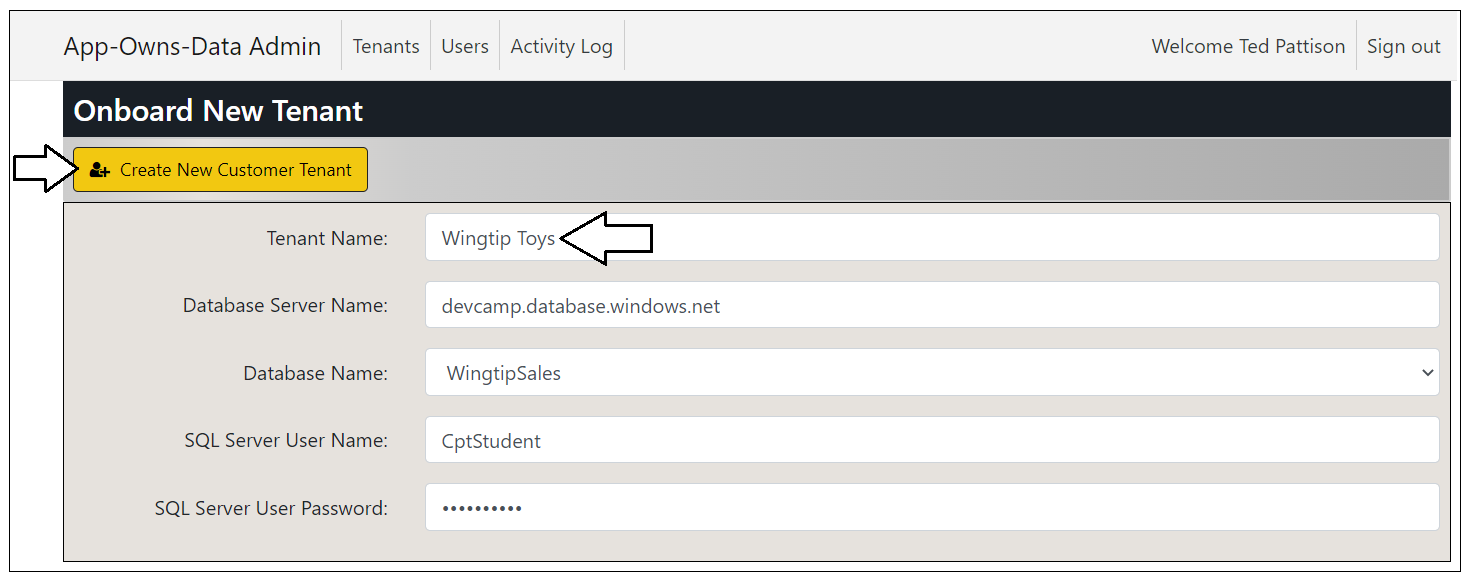 App-Owns-Data Admin Tenants Users Activity Log Welcome Ted Pattison Sign out
Onboard New Tenant
Create New Customer Tenant
Tenant Name: Wingtip Toys
Database Server Name: devcamp.database.windows.net
Database Name: WingtipSales
SQL Server User Name: CptStudent
SQL Server User Password: ••••••••••